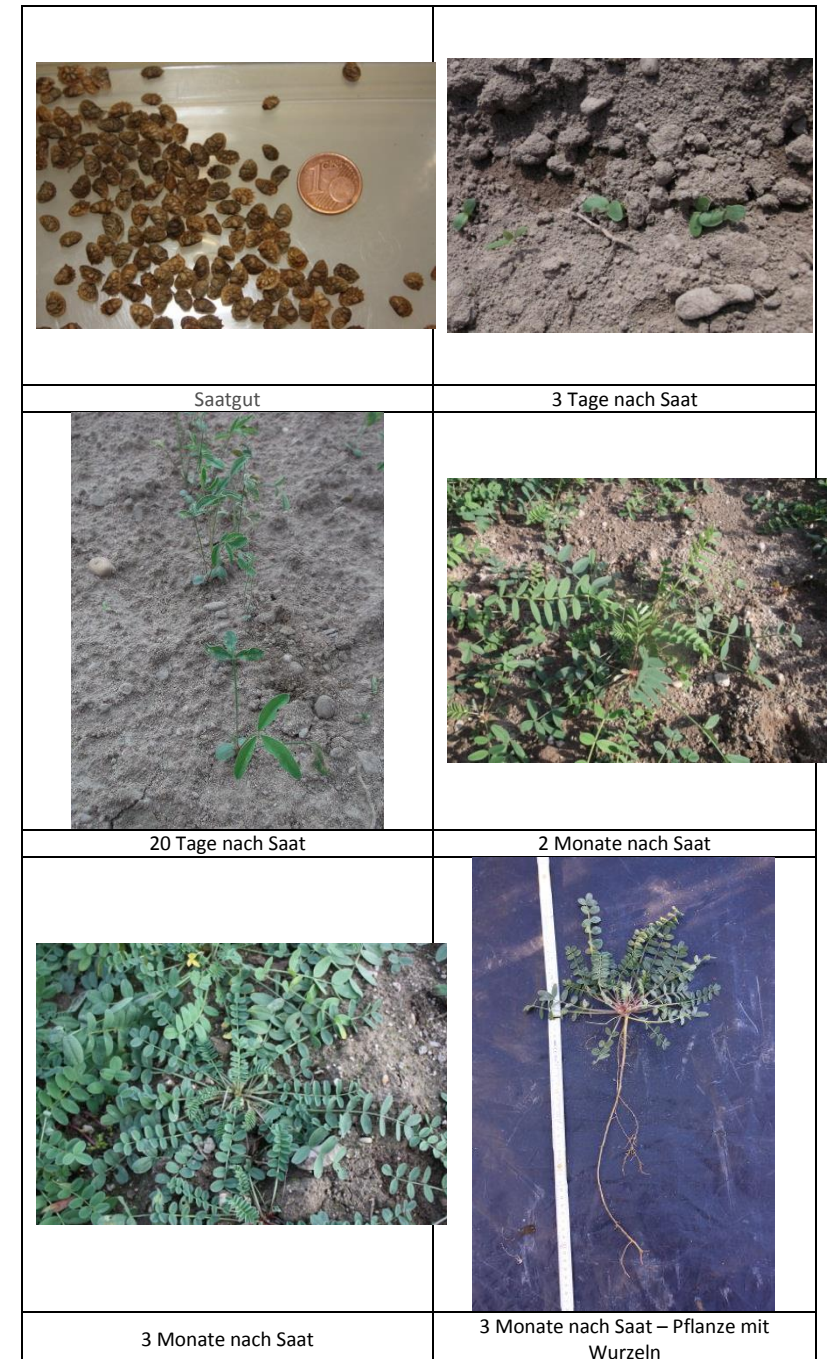 1
Saatgut
3 Tage nach Saat
20 Tage nach Saat
2 Monate nach Saat
3 Monate nach Saat
3 Monate nach Saat – Pflanze mit
Wurzeln